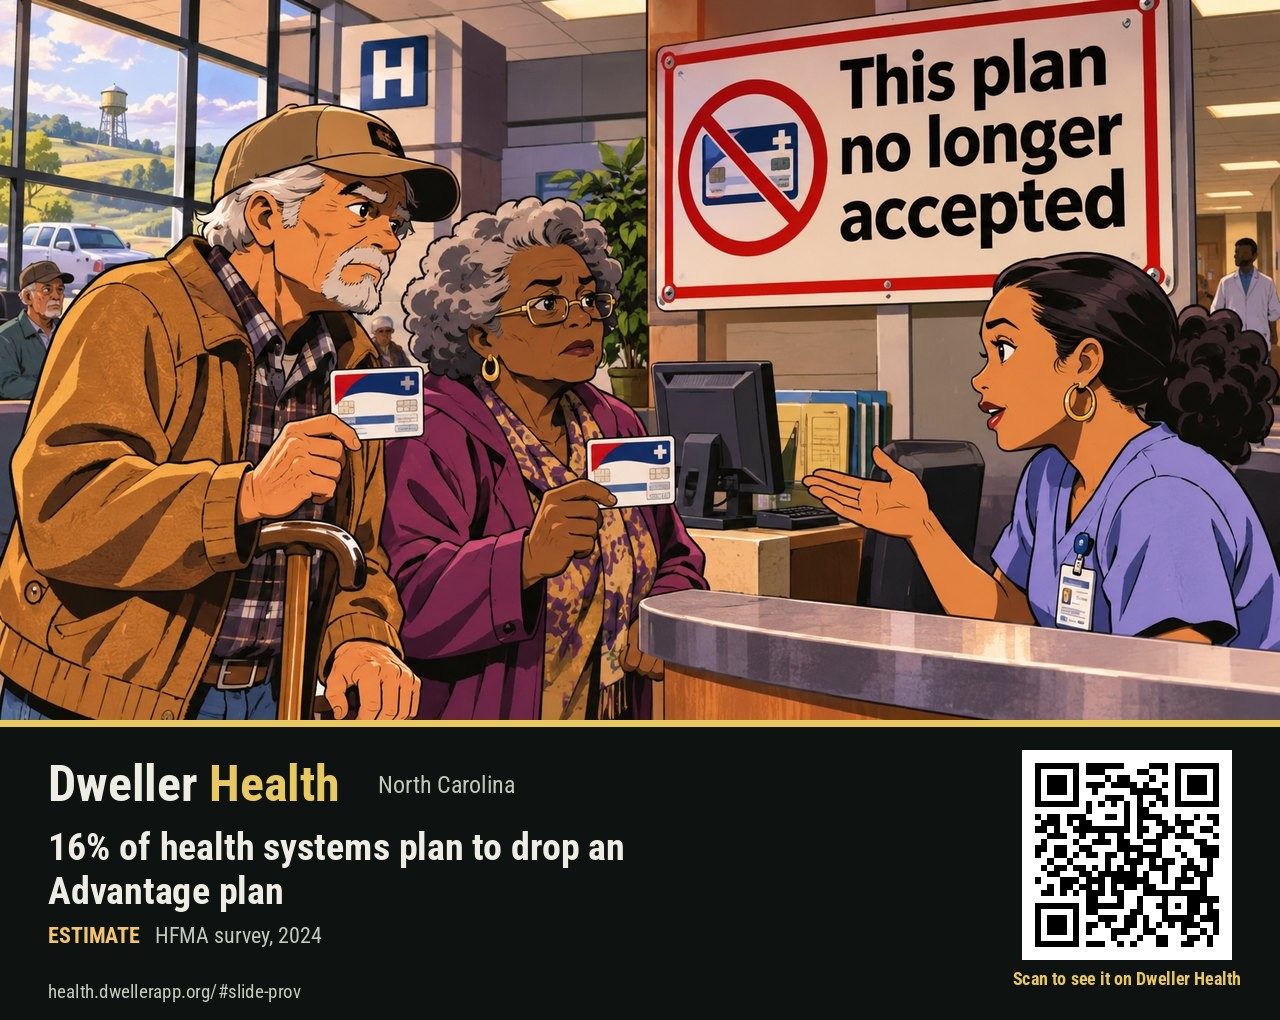 H
This plan
no longer
accepted
Dweller Health
North Carolina
16% of health systems plan to drop an
Advantage plan
ESTIMATE HFMA survey, 2024
health.dwellerapp.org/#slide-prov
Scan to see it on Dweller Health